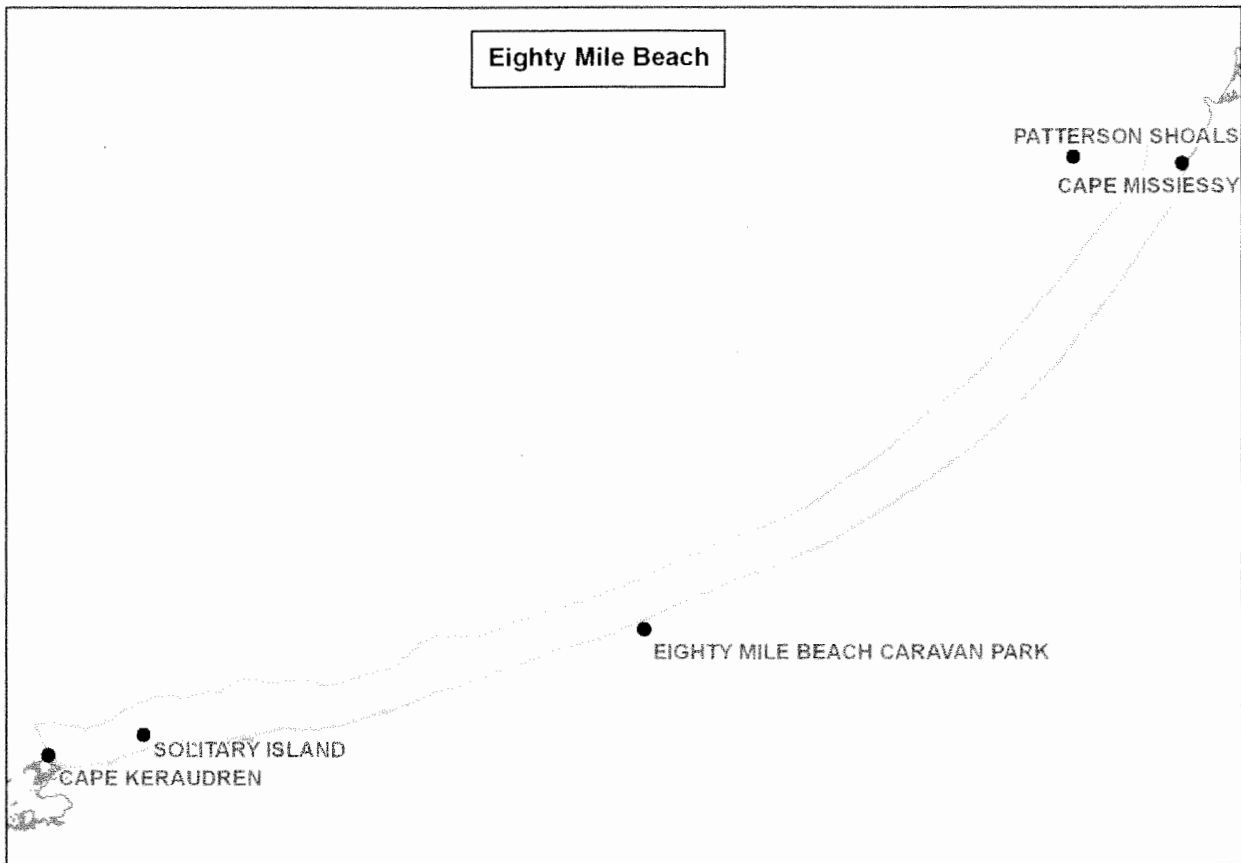 Eighty Mile Beach
PATTERSON SHOALS
CAPE MISSIESSY
EIGHTY MILE BEACH CARAVAN PARK
SOLITARY ISLAND
CAPE KERAUDREN